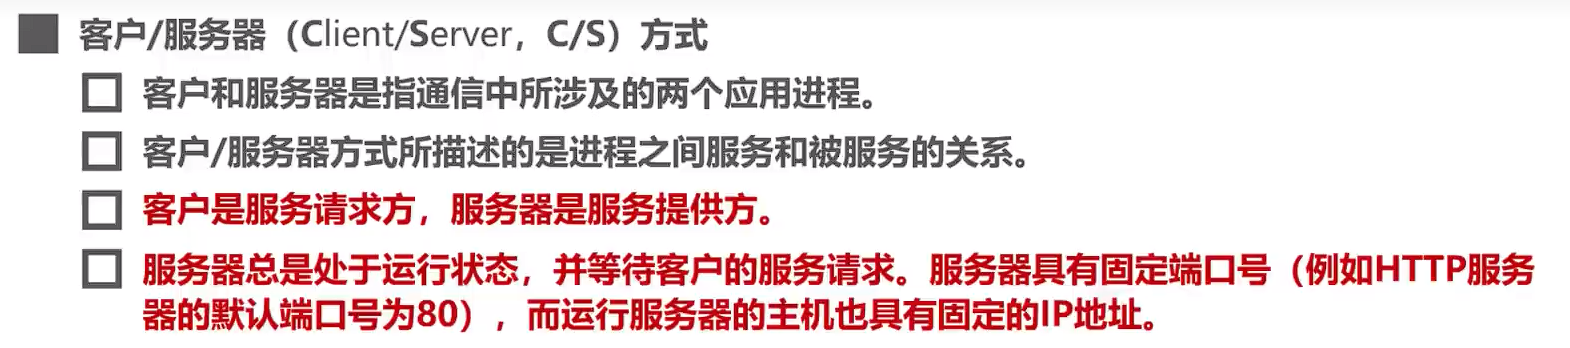 客户/服务器（Client/Server，C/S）方式
客户和服务器是指通信中所涉及的两个应用进程。
客户/服务器方式所描述的是进程之间服务和被服务的关系。
客户是服务请求方，服务器是服务提供方。
服务器总是处于运行状态，并等待客户的服务请求。服务器具有固定端口号（例如HTTP服务
器的默认端口号为80），而运行服务器的主机也具有固定的IP地址。